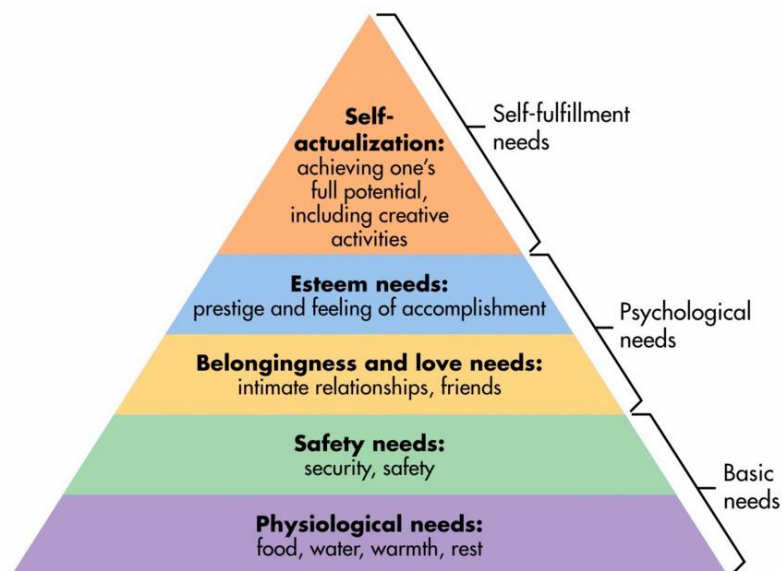 Self-
actualization:
achieving one's
full potential,
including creative
activities
Self-fulfillment
needs
Esteem needs:
prestige and feeling of accomplishment
Psychological
needs
Belongingness and love needs:
intimate relationships, friends
Safety needs:
security, safety
Basic
needs
Physiological needs:
food, water, warmth, rest